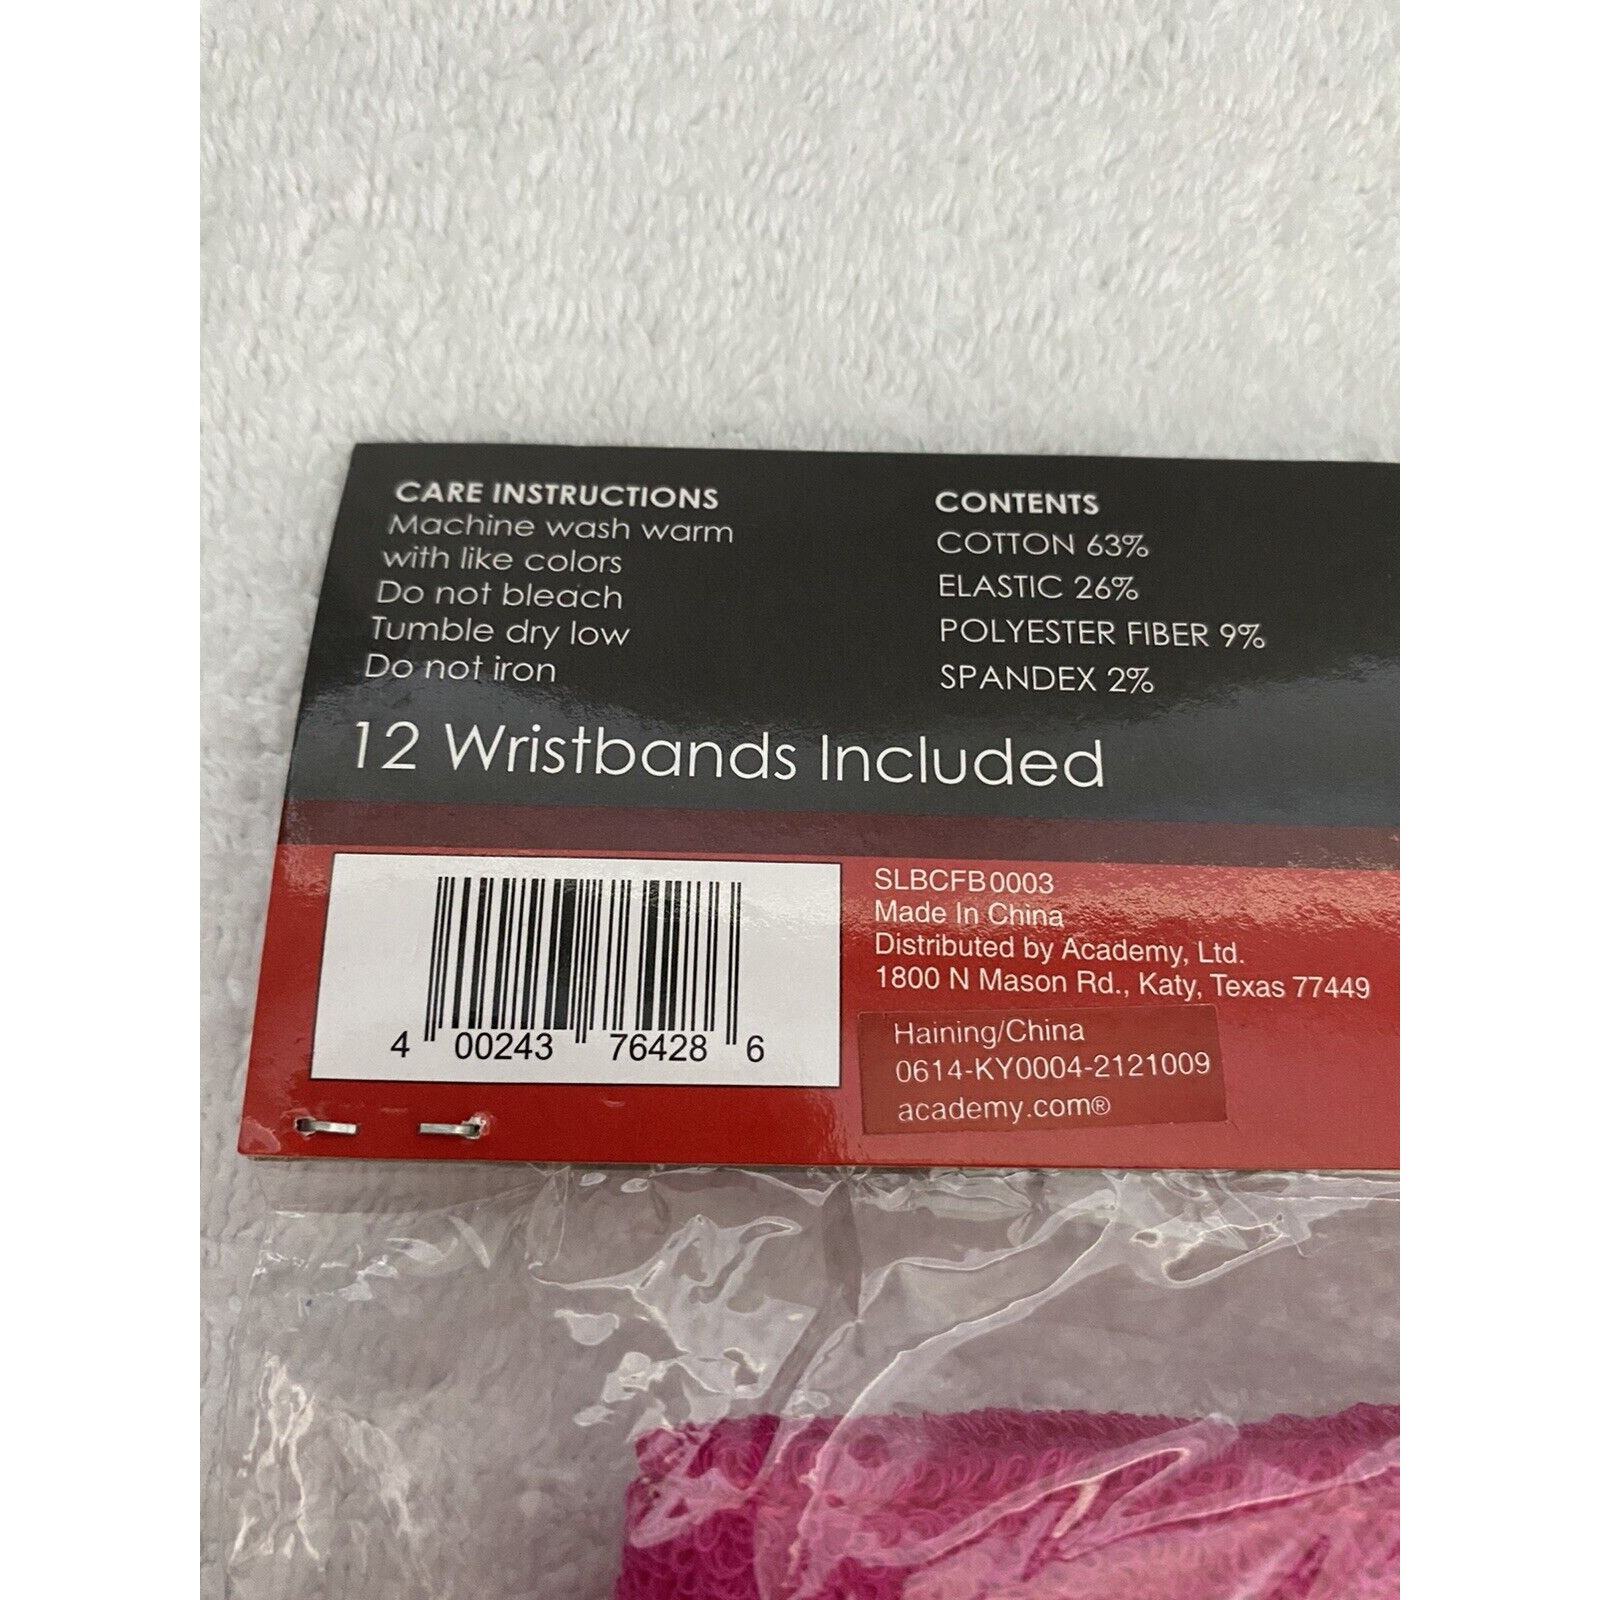 CARE INSTRUCTIONS
Machine wash warm
with like colors
Do not bleach
Tumble dry low
Do not iron
CONTENTS
COTTON 63%
ELASTIC 26%
POLYESTER FIBER 9%
SPANDEX 2%
12 Wristbands Included
4 00243 76428 6
SLBCFB0003
Made In China
Distributed by Academy, Ltd.
1800 N Mason Rd., Katy, Texas 77449
Haining/China
0614-KY0004-2121009
academy.com®